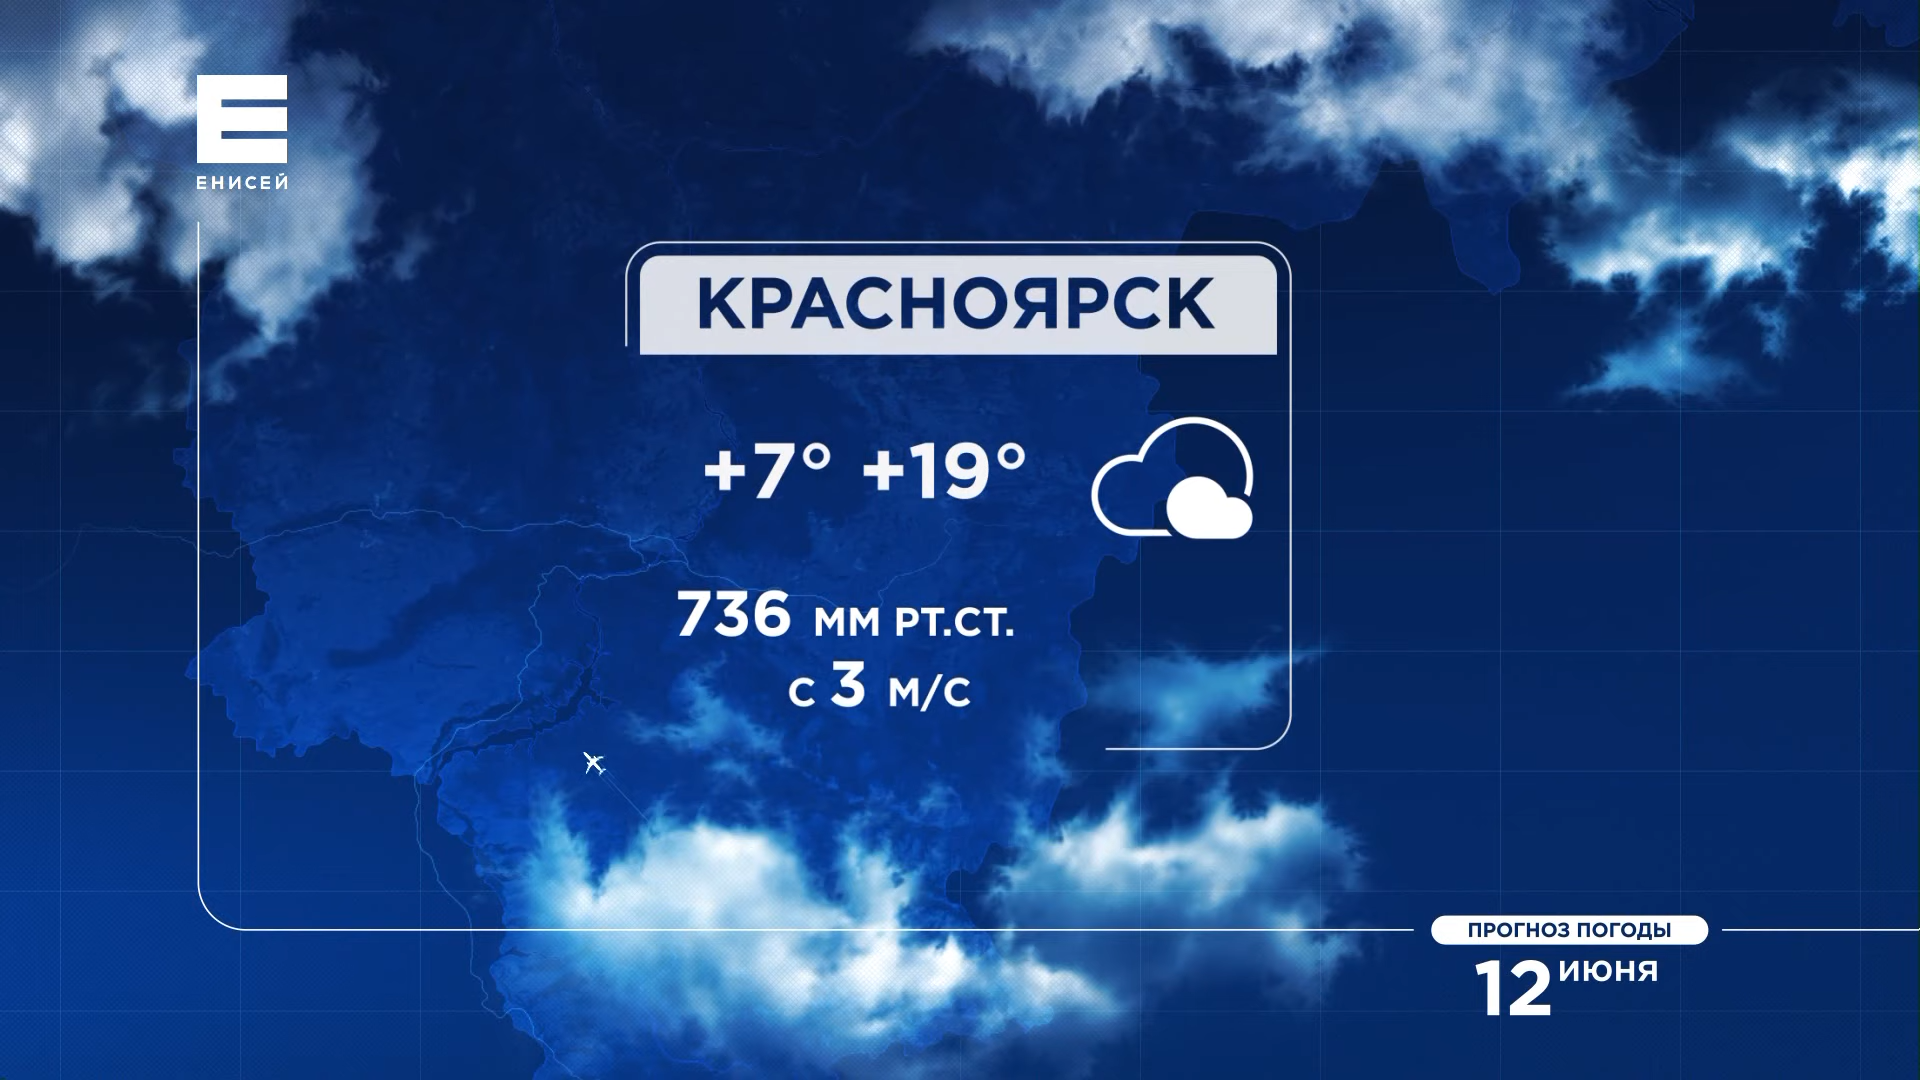 ЕНИСЕЙ
КРАСНОЯРСК
+7° +19°
736 ММ РТ.СТ.
С 3 М/С
ПРОГНОЗ ПОГОДЫ
12 ИЮНЯ